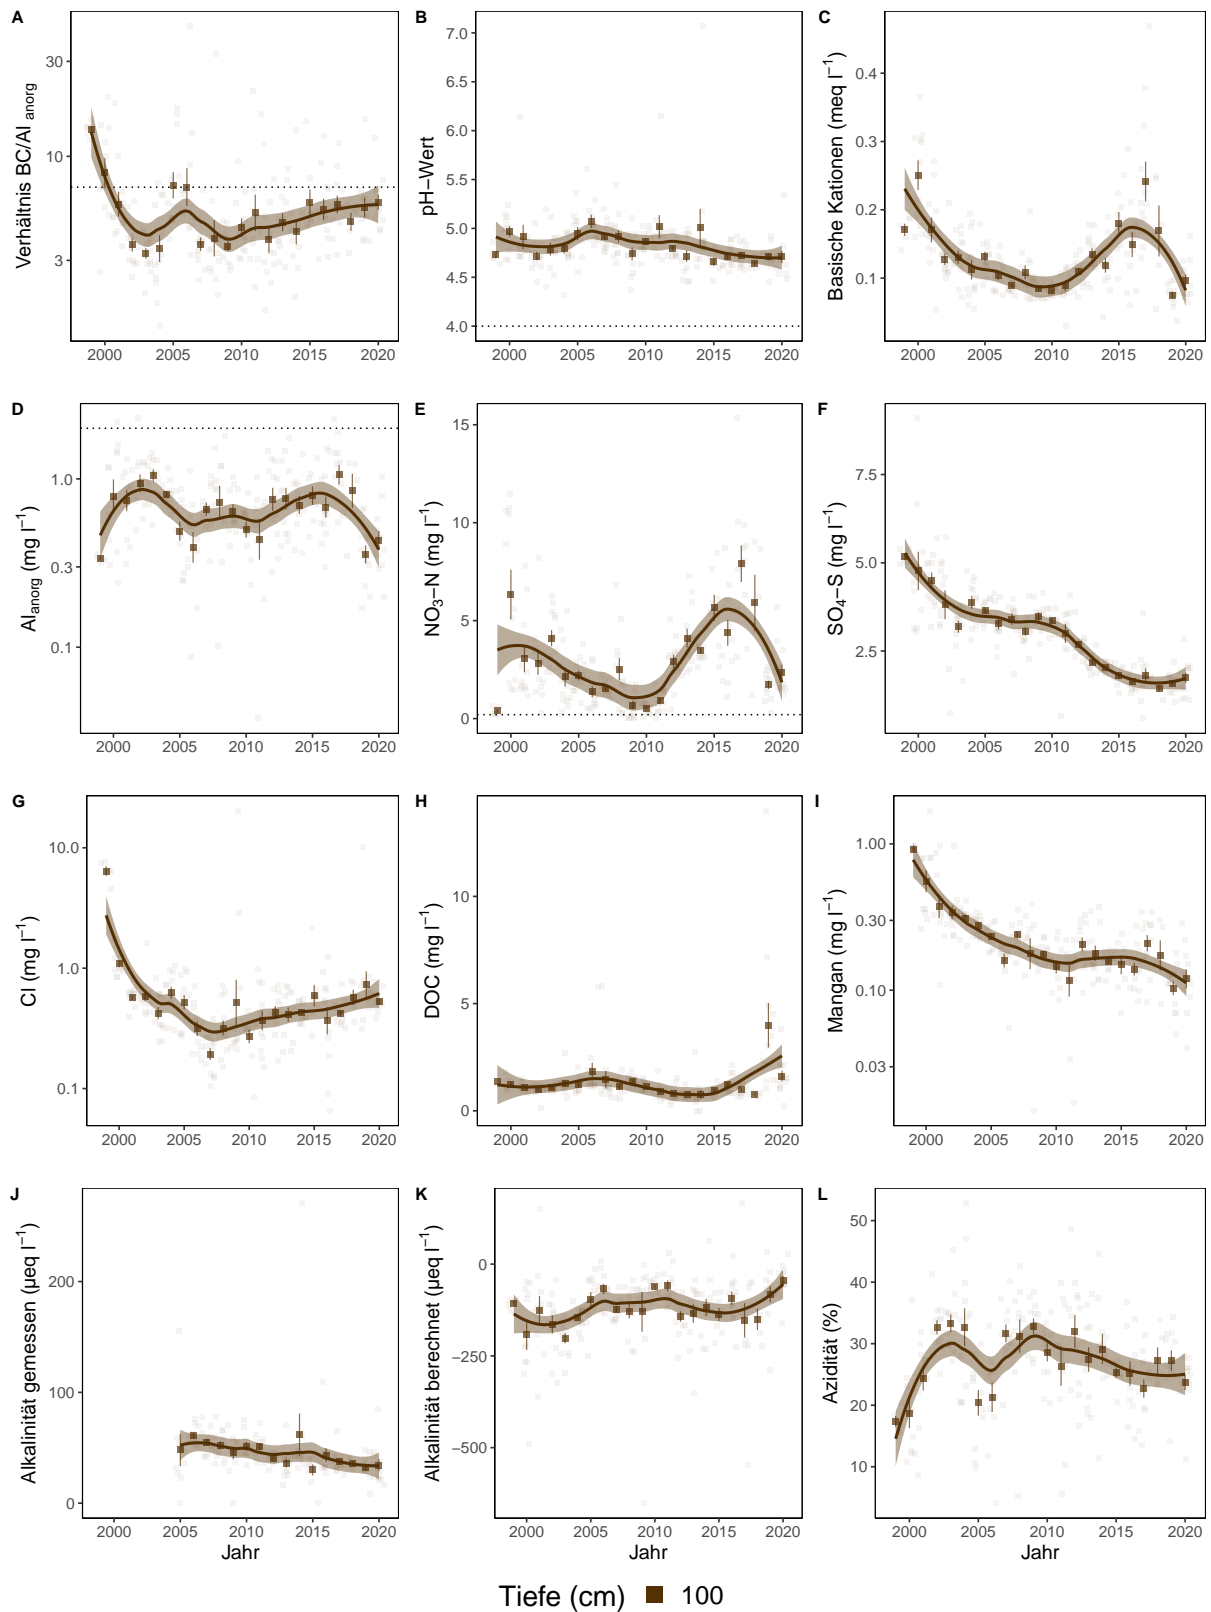 A
Verhältnis BC/Al anorg
30
10
3
2000 2005 2010 2015 2020
B
pH−Wert
7.0
6.5
6.0
5.5
5.0
4.5
4.0
2000 2005 2010 2015 2020
C
Basische Kationen (meq l−1)
0.4
0.3
0.2
0.1
2000 2005 2010 2015 2020
D
Alanorg (mg l−1)
1.0
0.3
0.1
2000 2005 2010 2015 2020
E
NO3−N (mg l−1)
15
10
5
0
2000 2005 2010 2015 2020
F
SO4−S (mg l−1)
7.5
5.0
2.5
2000 2005 2010 2015 2020
G
Cl (mg l−1)
10.0
1.0
0.1
2000 2005 2010 2015 2020
H
DOC (mg l−1)
10
5
0
2000 2005 2010 2015 2020
I
Mangan (mg l−1)
1.00
0.30
0.10
0.03
2000 2005 2010 2015 2020
J
Alkalinität gemessen (μeq l−1)
200
100
0
2000 2005 2010 2015 2020
Jahr
K
Alkalinität berechnet (μeq l−1)
0
−250
−500
2000 2005 2010 2015 2020
Jahr
L
Azidität (%)
50
40
30
20
10
2000 2005 2010 2015 2020
Jahr
Tiefe (cm) 100